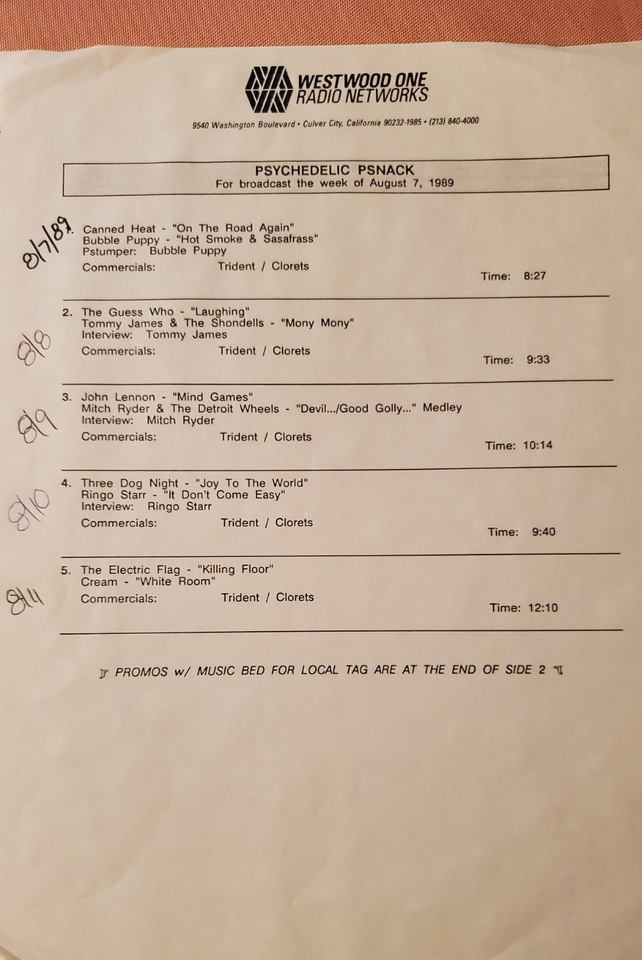 WESTWOOD ONE
RADIO NETWORKS
9540 Washington Boulevard • Culver City, California 90232-1985 • (213) 840-4000
PSYCHEDELIC PSNACK
For broadcast the week of August 7, 1989
8/7/89
Canned Heat - "On The Road Again"
Bubble Puppy - "Hot Smoke & Sasafrass"
Pstumper: Bubble Puppy
Commercials: Trident / Clorets
Time: 8:27
8/8
2. The Guess Who - "Laughing"
Tommy James & The Shondells - "Mony Mony"
Interview: Tommy James
Commercials: Trident / Clorets
Time: 9:33
8/9
3. John Lennon - "Mind Games"
Mitch Ryder & The Detroit Wheels - "Devil.../Good Golly..." Medley
Interview: Mitch Ryder
Commercials: Trident / Clorets
Time: 10:14
8/10
4. Three Dog Night - "Joy To The World"
Ringo Starr - "It Don't Come Easy"
Interview: Ringo Starr
Commercials: Trident / Clorets
Time: 9:40
8/11
5. The Electric Flag - "Killing Floor"
Cream - "White Room"
Commercials: Trident / Clorets
Time: 12:10
PROMOS w/ MUSIC BED FOR LOCAL TAG ARE AT THE END OF SIDE 2